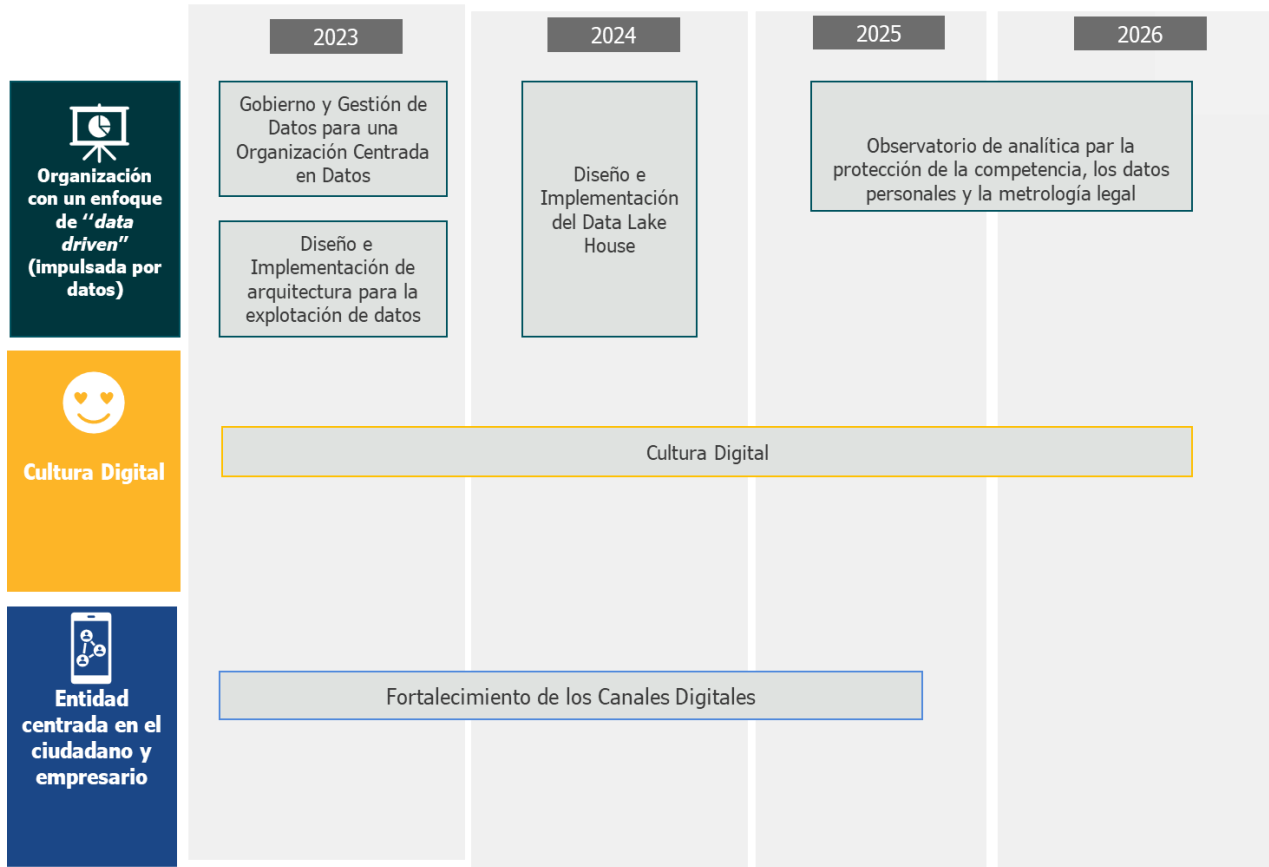 2023
2024
2025
2026
Organización
con un enfoque
de ‘‘data
driven”
(impulsada por
datos)
Gobierno y Gestión de
Datos para una
Organización Centrada
en Datos
Diseño e
Implementación de
arquitectura para la
explotación de datos
Diseño e
Implementación
del Data Lake
House
Observatorio de analítica par la
protección de la competencia, los datos
personales y la metrología legal
Cultura Digital
Cultura Digital
Entidad
centrada en el
ciudadano y
empresario
Fortalecimiento de los Canales Digitales